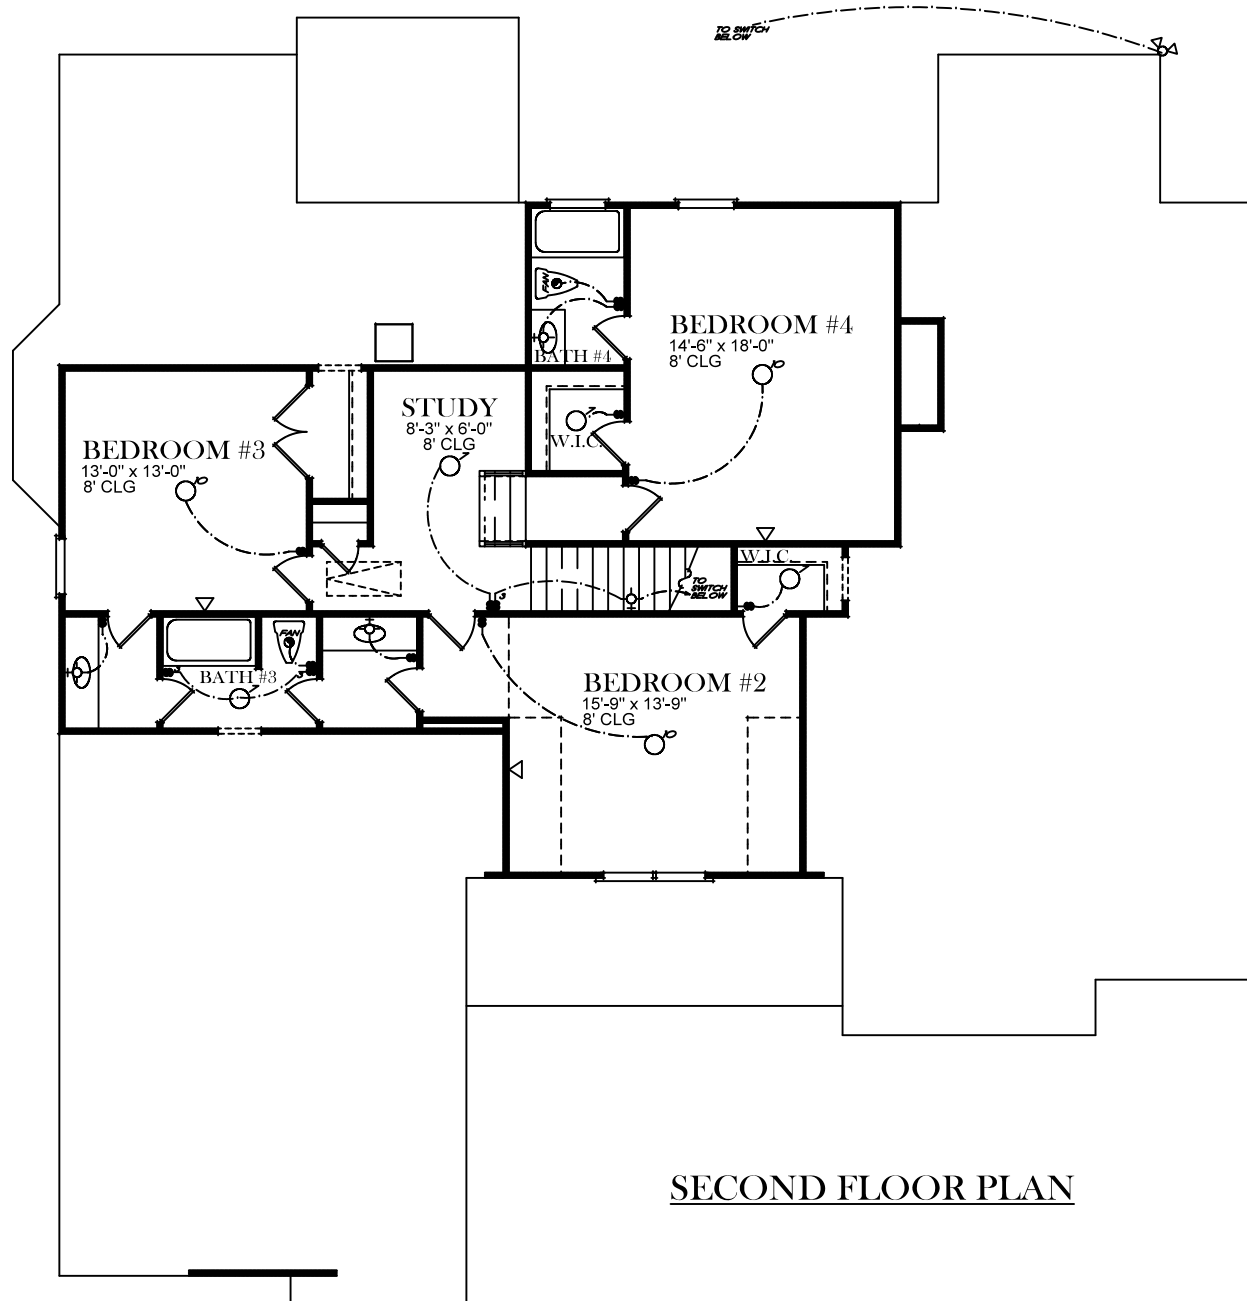 TO SWITCH
BELOW
FAN
BATH #4
BEDROOM #4
14'-6" x 18'-0"
8' CLG
STUDY
8'-3" x 6'-0"
8' CLG
W.I.C.
BEDROOM #3
13'-0" x 13'-0"
8' CLG
W.I.C.
TO
SWITCH
BELOW
3
FAN
BATH #3
3
3
BEDROOM #2
15'-9" x 13'-9"
8' CLG
SECOND FLOOR PLAN